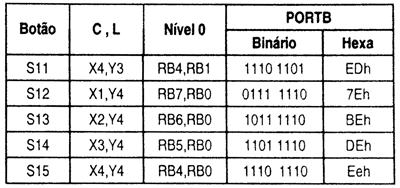 Botão C , L Nível 0 PORTB
Binário Hexa
S11 X4,Y3 RB4,RB1 1110 1101 EDh
S12 X1,Y4 RB7,RB0 0111 1110 7Eh
S13 X2,Y4 RB6,RB0 1011 1110 BEh
S14 X3,Y4 RB5,RB0 1101 1110 DEh
S15 X4,Y4 RB4,RB0 1110 1110 Eeh